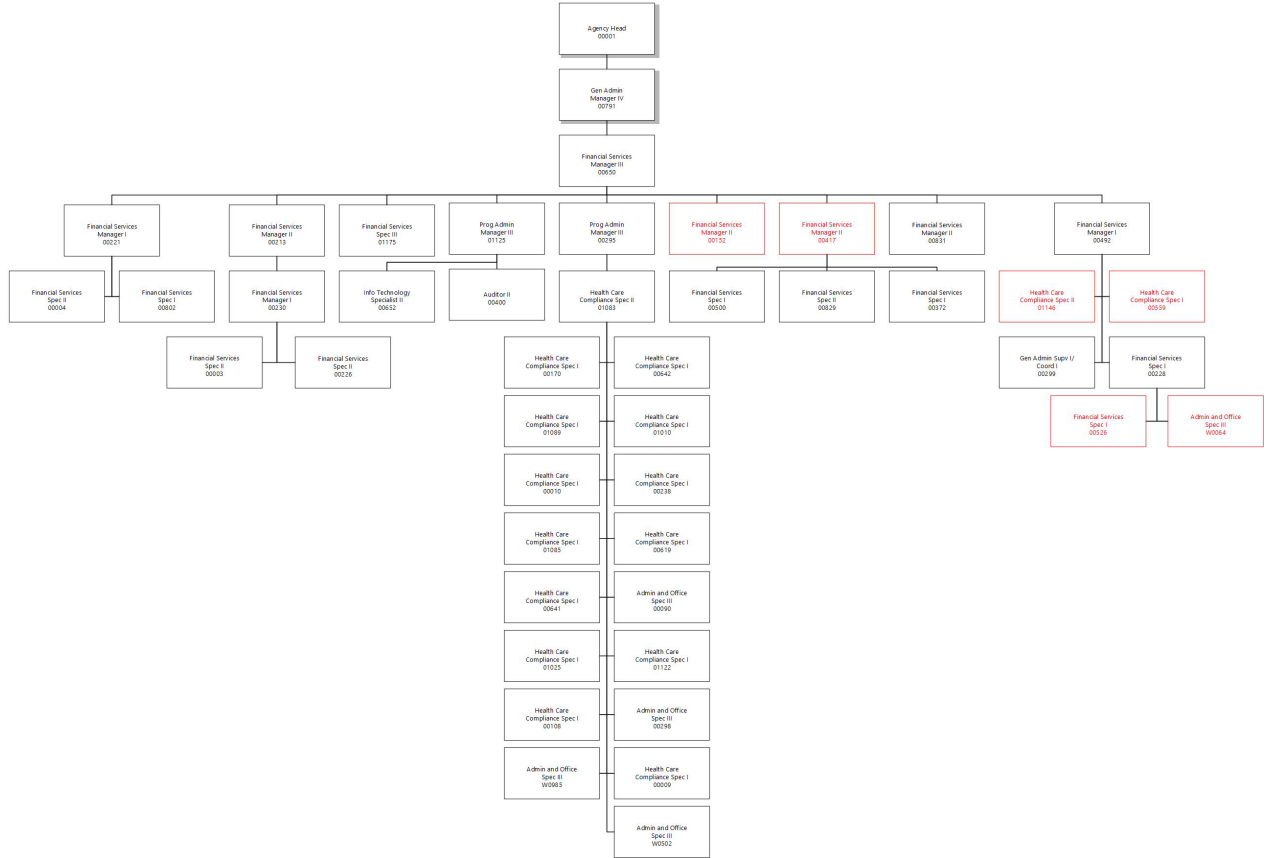 Agency Head
00001
Gen Admin
Manager IV
00791
Financial Services
Manager III
00650
Financial Services
Manager I
00221
Financial Services
Manager II
00213
Financial Services
Spec III
01175
Prog Admin
Manager III
01125
Prog Admin
Manager III
00295
Financial Services
Manager II
00152
Financial Services
Manager II
00417
Financial Services
Manager II
00831
Financial Services
Manager I
00492
Financial Services
Spec II
00004
Financial Services
Spec I
00802
Financial Services
Manager I
00230
Info Technology
Specialist II
00652
Auditor II
00400
Health Care
Compliance Spec II
01083
Financial Services
Spec I
00500
Financial Services
Spec II
00829
Financial Services
Spec I
00372
Health Care
Compliance Spec II
01146
Health Care
Compliance Spec I
00559
Financial Services
Spec II
00003
Financial Services
Spec II
00226
Health Care
Compliance Spec I
00170
Health Care
Compliance Spec I
00642
Gen Admin Supv I/
Coord I
00299
Financial Services
Spec I
00228
Health Care
Compliance Spec I
01089
Health Care
Compliance Spec I
01010
Financial Services
Spec I
00526
Admin and Office
Spec III
W0064
Health Care
Compliance Spec I
00010
Health Care
Compliance Spec I
00238
Health Care
Compliance Spec I
01085
Health Care
Compliance Spec I
00619
Health Care
Compliance Spec I
00641
Admin and Office
Spec III
00090
Health Care
Compliance Spec I
01025
Health Care
Compliance Spec I
01122
Health Care
Compliance Spec I
00108
Admin and Office
Spec III
00298
Admin and Office
Spec III
W0985
Health Care
Compliance Spec I
00009
Admin and Office
Spec III
W0502